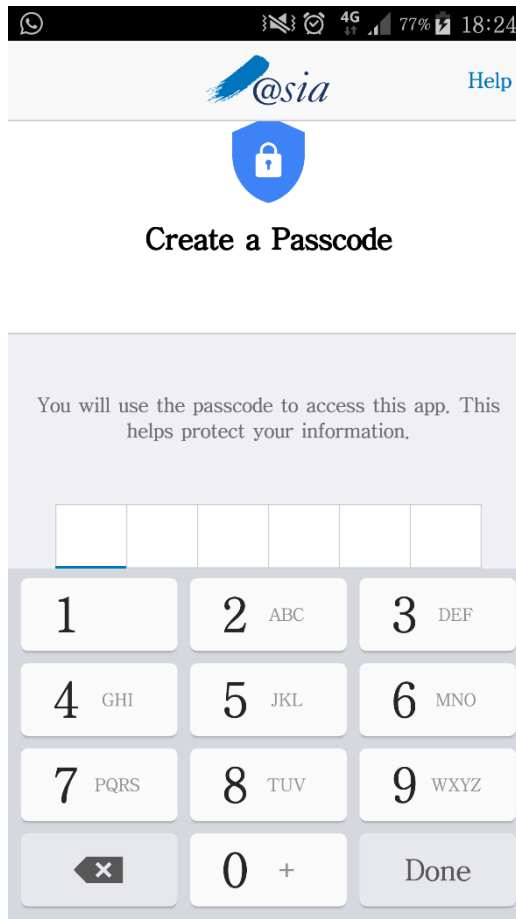 4G 77% 18:24
@asia
Help
Create a Passcode
You will use the passcode to access this app. This
helps protect your information.
1 2 ABC 3 DEF
4 GHI 5 JKL 6 MNO
7 PQRS 8 TUV 9 WXYZ
0 + Done